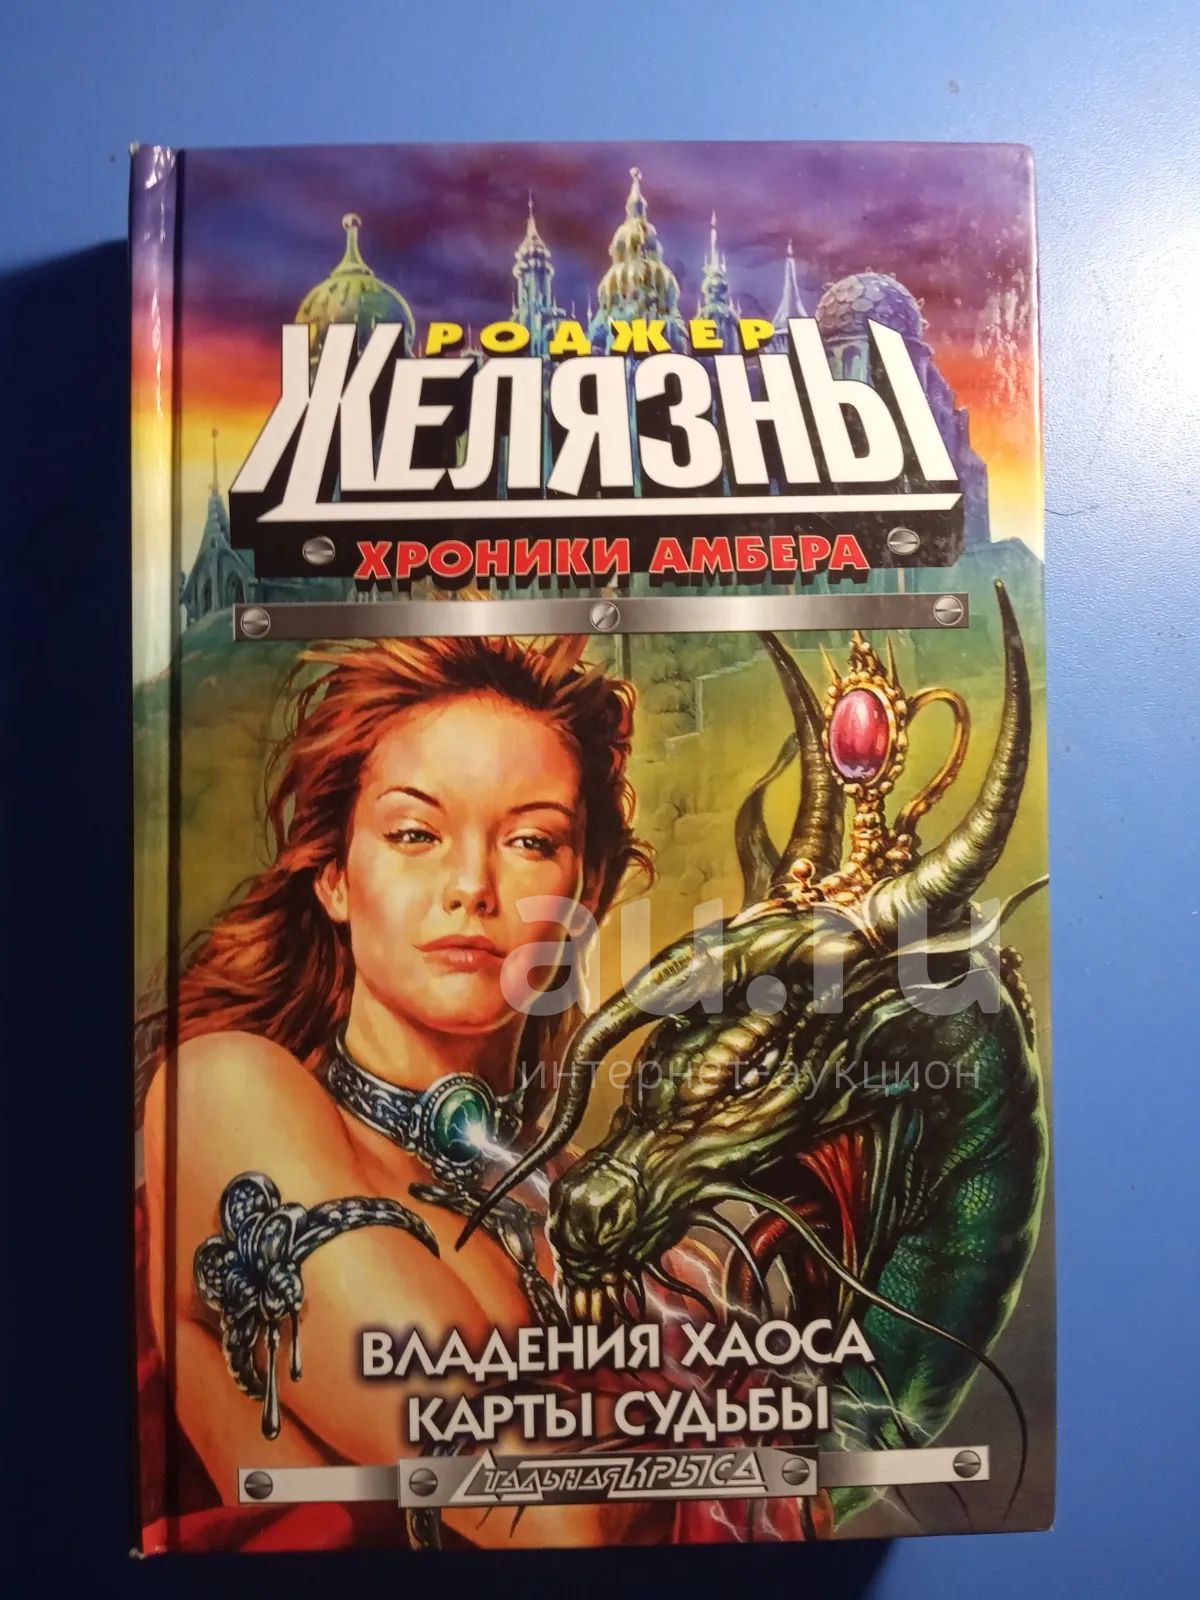 РОДЖЕР
ЖЕЛЯЗНЫ
ХРОНИКИ АМБЕРА
au.ru
интернет-аукцион
ВЛАДЕНИЯ ХАОСА
КАРТЫ СУДЬБЫ
СТАЛЬНАЯ КРЫСА